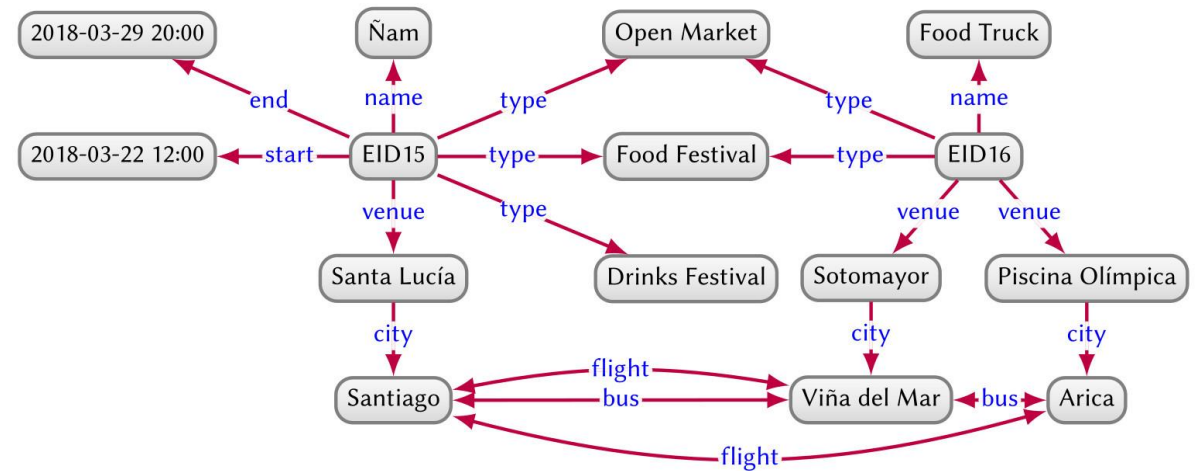 2018-03-29 20:00
Ñam
Open Market
Food Truck
end
name
type
type
name
2018-03-22 12:00
start
EID15
type
Food Festival
type
EID16
venue
type
venue
venue
Santa Lucía
Drinks Festival
Sotomayor
Piscina Olímpica
city
city
city
flight
Santiago
bus
Viña del Mar
bus
Arica
flight